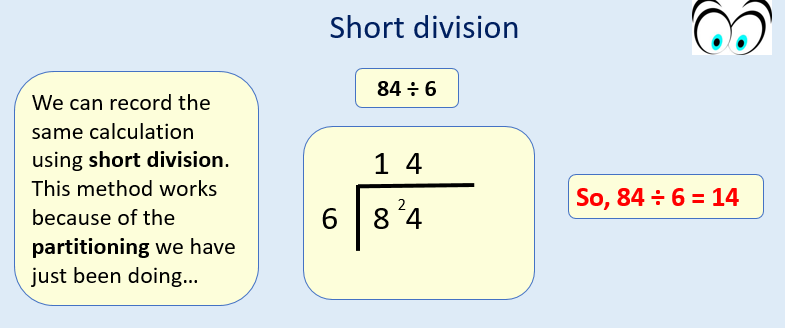 Short division
84 ÷ 6
We can record the
same calculation
using short division.
This method works
because of the
partitioning we have
just been doing...
1 4
6 8 ²4
So, 84 ÷ 6 = 14